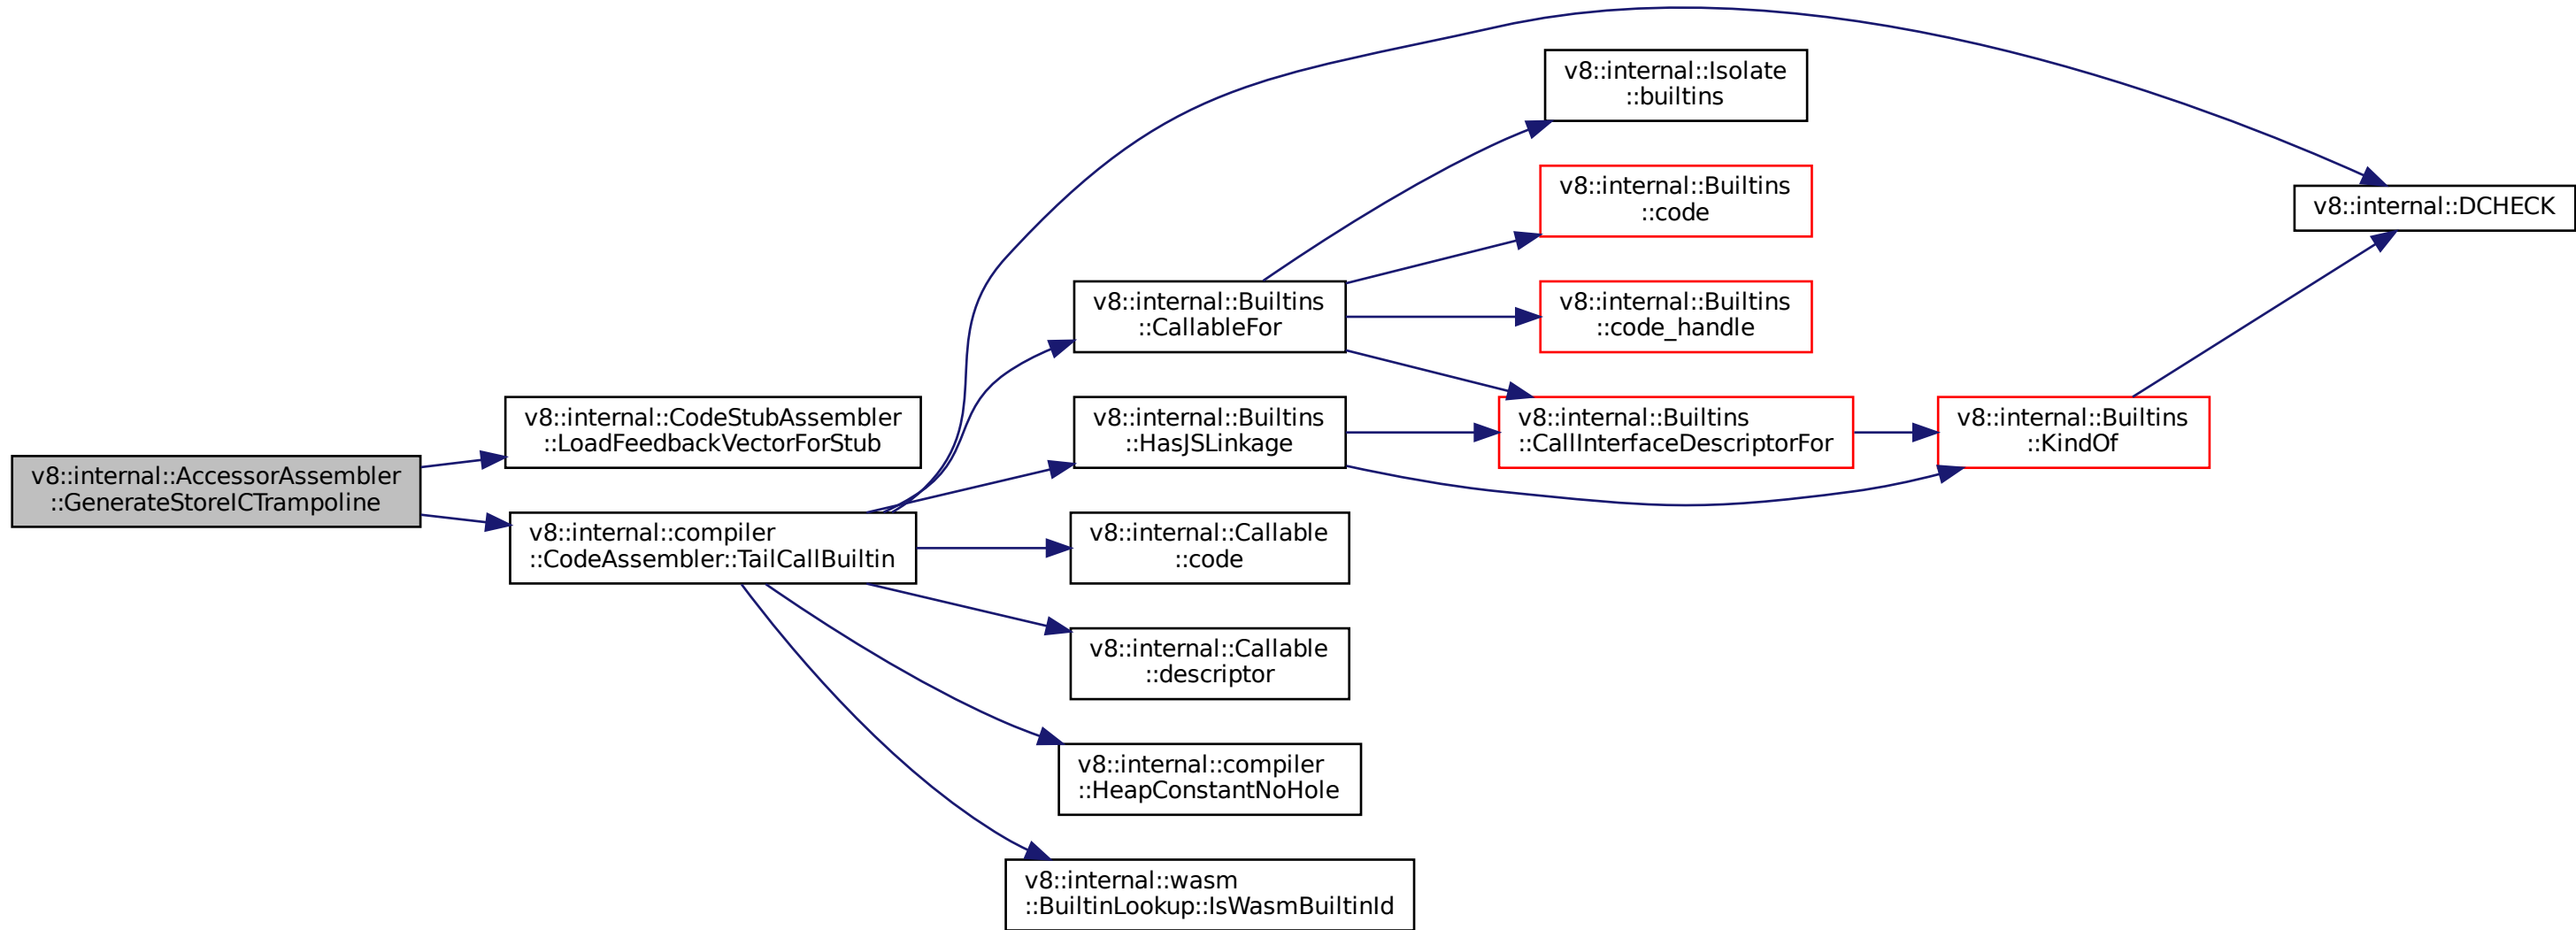 v8::internal::AccessorAssembler
::GenerateStoreICTrampoline
v8::internal::CodeStubAssembler
::LoadFeedbackVectorForStub
v8::internal::compiler
::CodeAssembler::TailCallBuiltin
v8::internal::Builtins
::CallableFor
v8::internal::Builtins
::HasJSLinkage
v8::internal::Callable
::code
v8::internal::Callable
::descriptor
v8::internal::compiler
::HeapConstantNoHole
v8::internal::wasm
::BuiltinLookup::IsWasmBuiltinId
v8::internal::Isolate
::builtins
v8::internal::Builtins
::code
v8::internal::Builtins
::code_handle
v8::internal::Builtins
::CallInterfaceDescriptorFor
v8::internal::Builtins
::KindOf
v8::internal::DCHECK